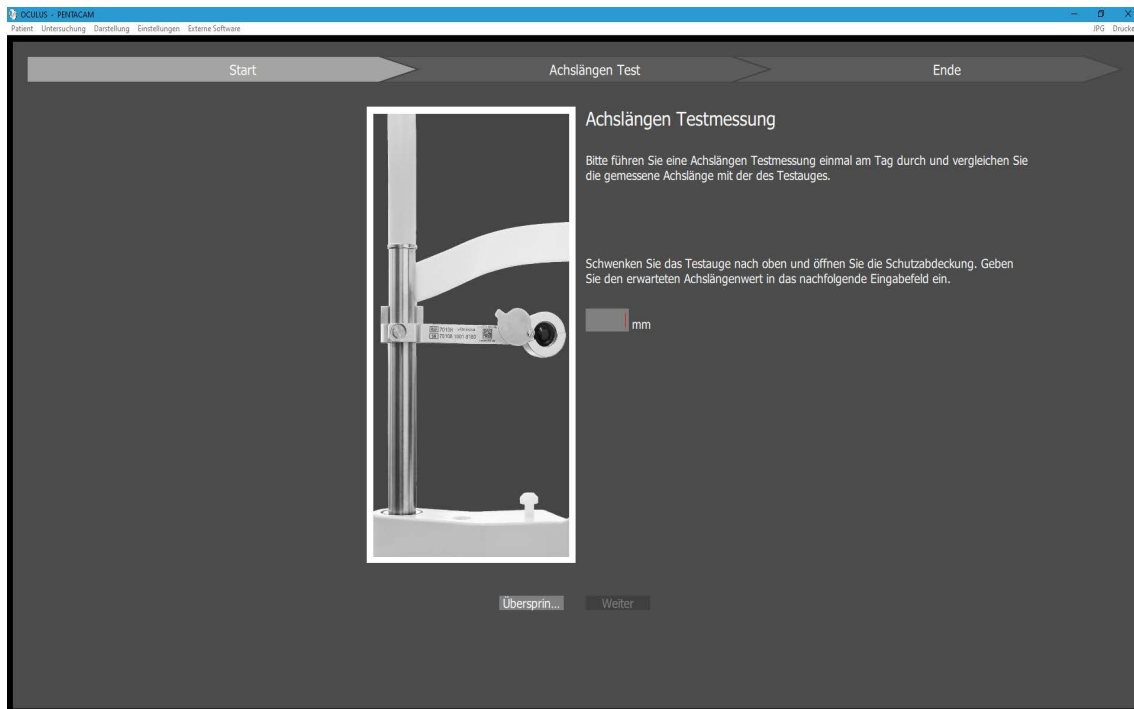 OCULUS - PENTACAM
Patient Untersuchung Darstellung Einstellungen Externe Software JPG Drucke
Start Achslängen Test Ende
Achslängen Testmessung
Bitte führen Sie eine Achslängen Testmessung einmal am Tag durch und vergleichen Sie
die gemessene Achslänge mit der des Testauges.
Schwenken Sie das Testauge nach oben und öffnen Sie die Schutzabdeckung. Geben
Sie den erwarteten Achslängenwert in das nachfolgende Eingabefeld ein.
mm
Übersprin... Weiter